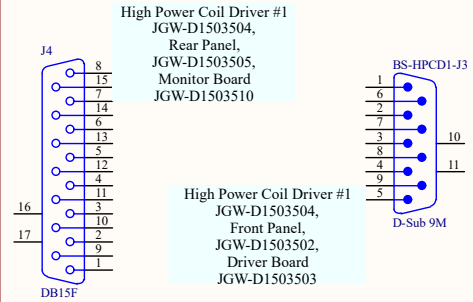 High Power Coil Driver #1
JGW-D1503504,
Rear Panel,
JGW-D1503505,
Monitor Board
JGW-D1503510
J4
8
15
7
14
6
13
5
12
4
11
3
10
2
9
1
16
17
DB15F
BS-HPCD1-J3
1
6
2
7
3
8
4
9
5
10
11
D-Sub 9M
High Power Coil Driver #1
JGW-D1503504,
Front Panel,
JGW-D1503502,
Driver Board
JGW-D1503503